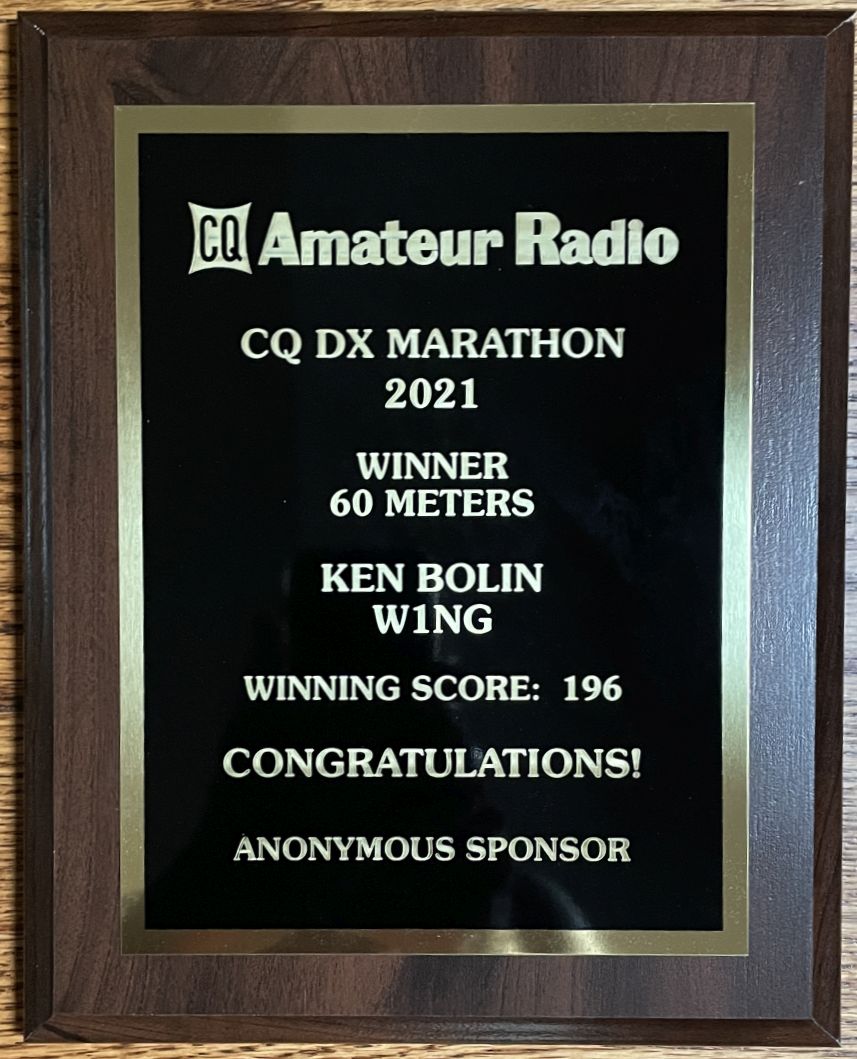 CQ Amateur Radio
CQ DX MARATHON
2021
WINNER
60 METERS
KEN BOLIN
W1NG
WINNING SCORE: 196
CONGRATULATIONS!
ANONYMOUS SPONSOR